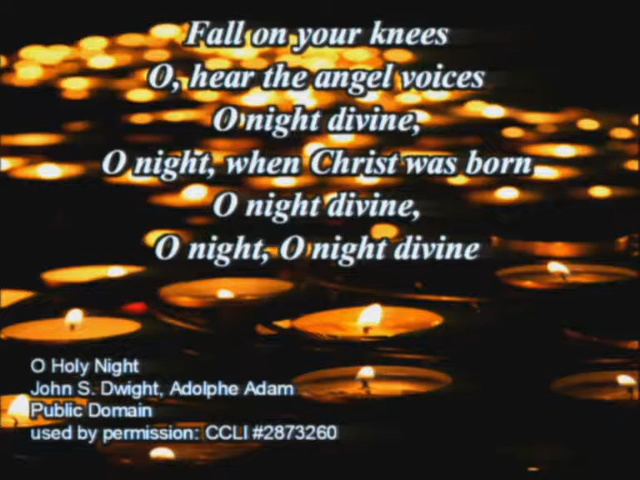 Fall on your knees
O, hear the angel voices
O night divine,
O night, when Christ was born
O night divine,
O night, O night divine
O Holy Night
John S. Dwight, Adolphe Adam
Public Domain
used by permission: CCLI #2873260